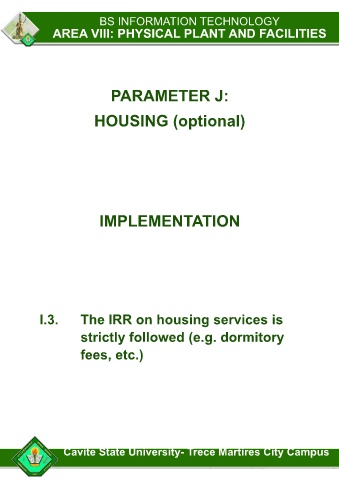 BS INFORMATION TECHNOLOGY
AREA VIII: PHYSICAL PLANT AND FACILITIES
PARAMETER J:
HOUSING (optional)
IMPLEMENTATION
I.3. The IRR on housing services is
strictly followed (e.g. dormitory
fees, etc.)
Cavite State University- Trece Martires City Campus